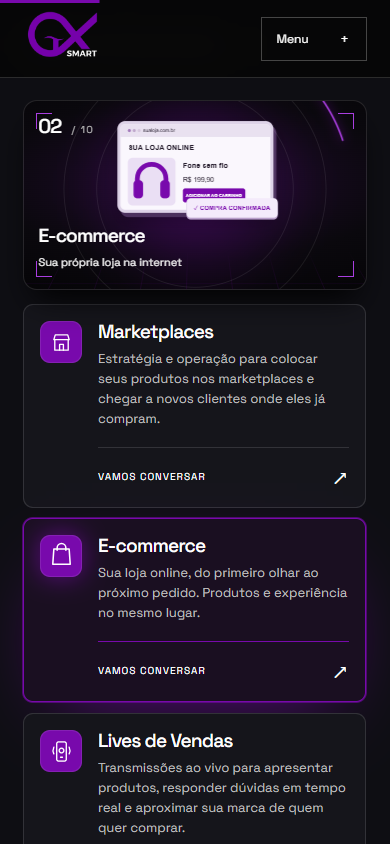 GX
SMART
Menu +
02 / 10
sualoja.com.br
SUA LOJA ONLINE
Fone sem fio
R$ 199,90
ADICIONAR AO CARRINHO
✓ COMPRA CONFIRMADA
E-commerce
Sua própria loja na internet
Marketplaces
Estratégia e operação para colocar
seus produtos nos marketplaces e
chegar a novos clientes onde eles já
compram.
VAMOS CONVERSAR ↗
E-commerce
Sua loja online, do primeiro olhar ao
próximo pedido. Produtos e experiência
no mesmo lugar.
VAMOS CONVERSAR ↗
Lives de Vendas
Transmissões ao vivo para apresentar
produtos, responder dúvidas em tempo
real e aproximar sua marca de quem
quer comprar.